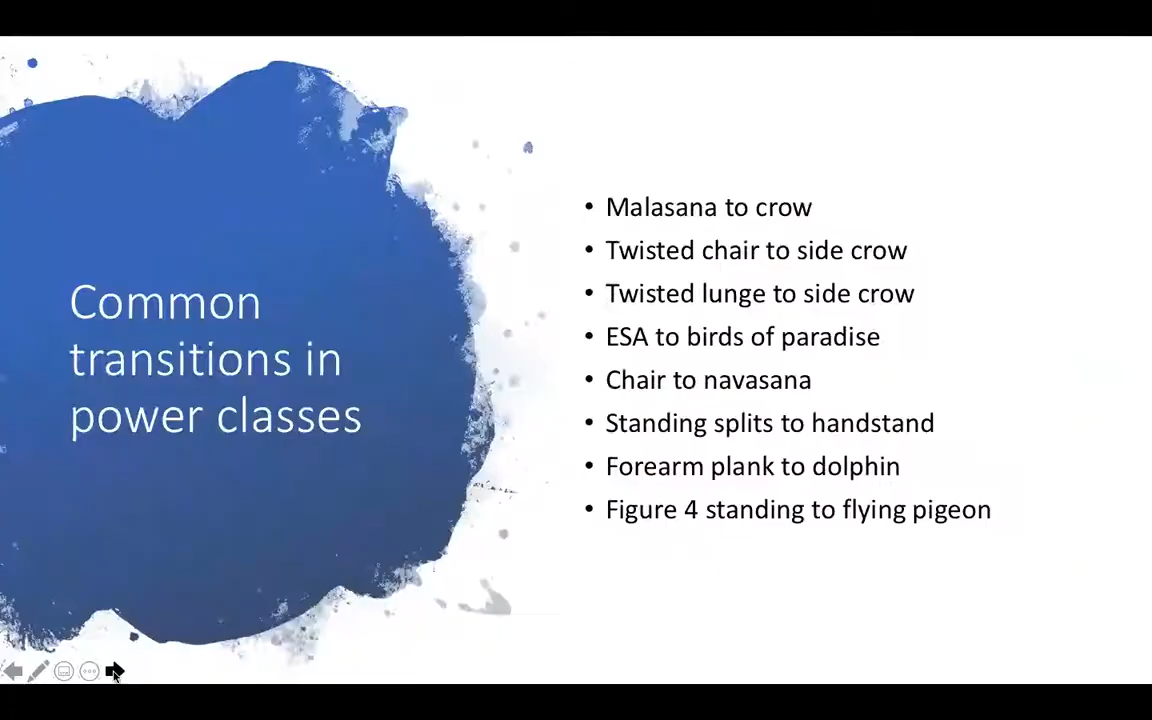 Common
transitions in
power classes
• Malasana to crow
• Twisted chair to side crow
• Twisted lunge to side crow
• ESA to birds of paradise
• Chair to navasana
• Standing splits to handstand
• Forearm plank to dolphin
• Figure 4 standing to flying pigeon